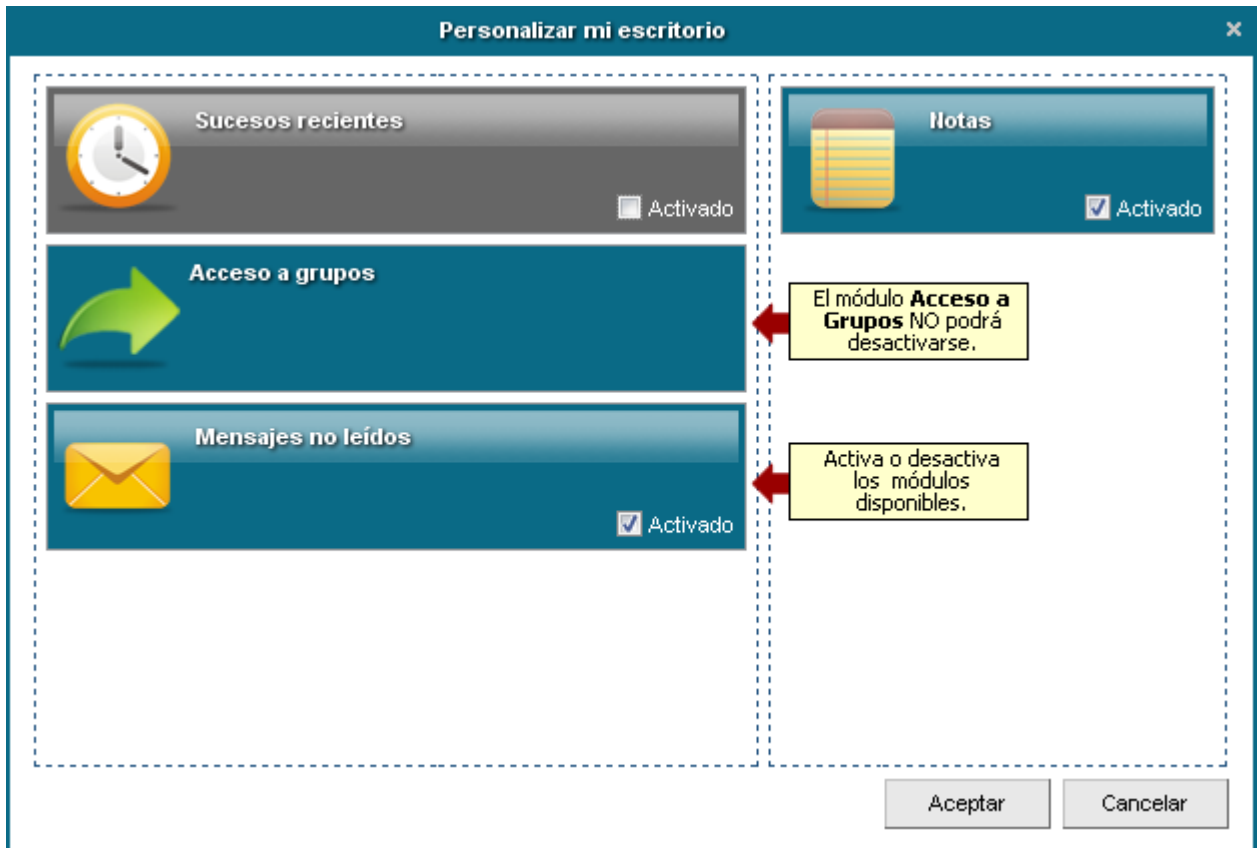 Personalizar mi escritorio
Sucesos recientes
Activado
Notas
Activado
Acceso a grupos
El módulo Acceso a
Grupos NO podrá
desactivarse.
Mensajes no leídos
Activado
Activa o desactiva
los módulos
disponibles.
Aceptar
Cancelar